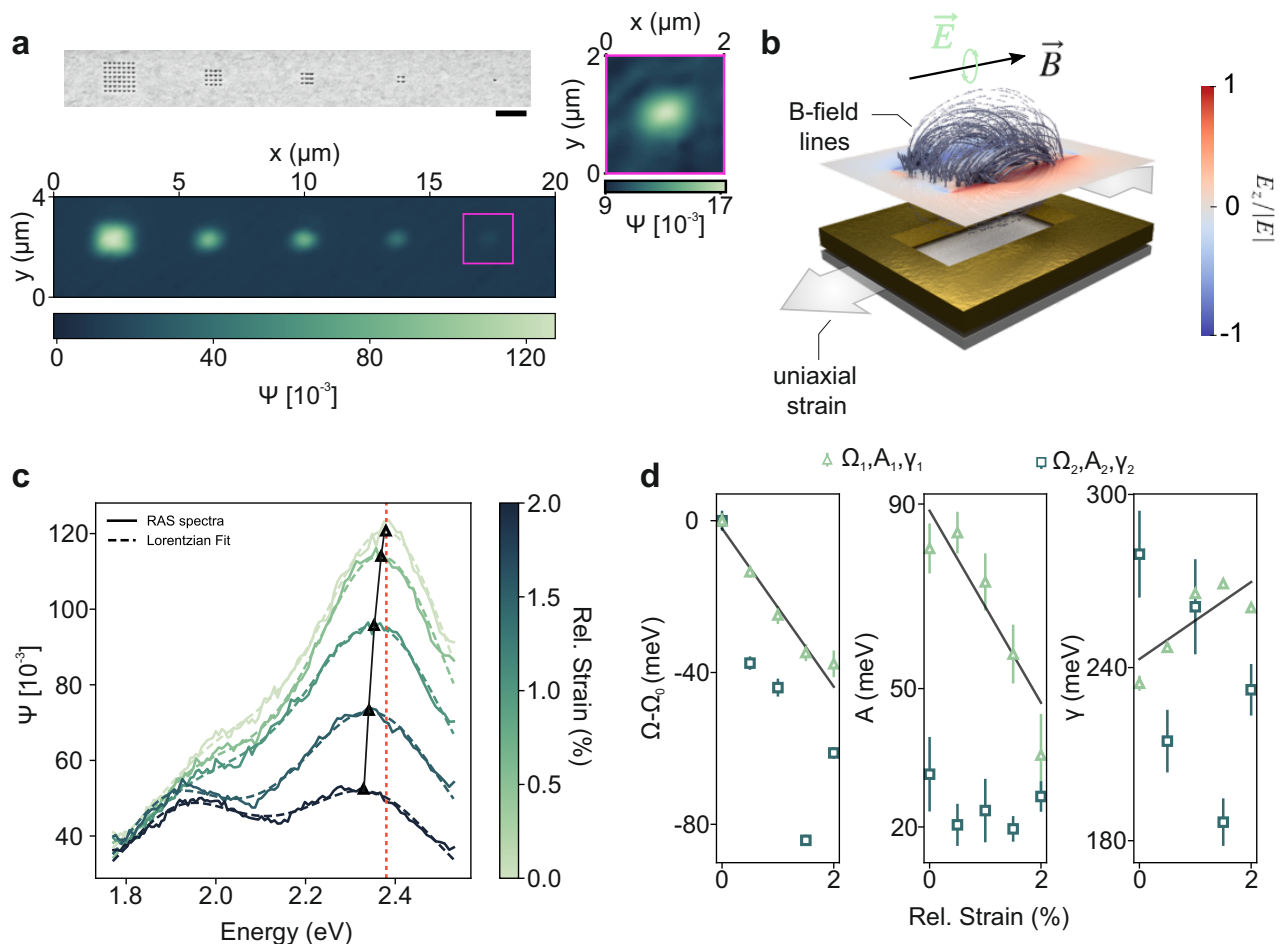 a
x (µm)
0 5 10 15 20
y (µm)
4
0
0 40 80 120
Ψ [10⁻³]
x (µm)
0 2
y (µm)
2
0
9 17
Ψ [10⁻³]
b
E
B
B-field
lines
uniaxial
strain
1
0
-1
E_z/|E|
c
RAS spectra
Lorentzian Fit
Ψ [10⁻³]
120
100
80
60
40
1.8 2.0 2.2 2.4
Energy (eV)
2.0
1.5
1.0
0.5
0.0
Rel. Strain (%)
d
Ω₁,A₁,γ₁
Ω₂,A₂,γ₂
Ω-Ω₀ (meV)
0
-40
-80
0 2
A (meV)
90
50
20
0 2
γ (meV)
300
240
180
0 2
Rel. Strain (%)